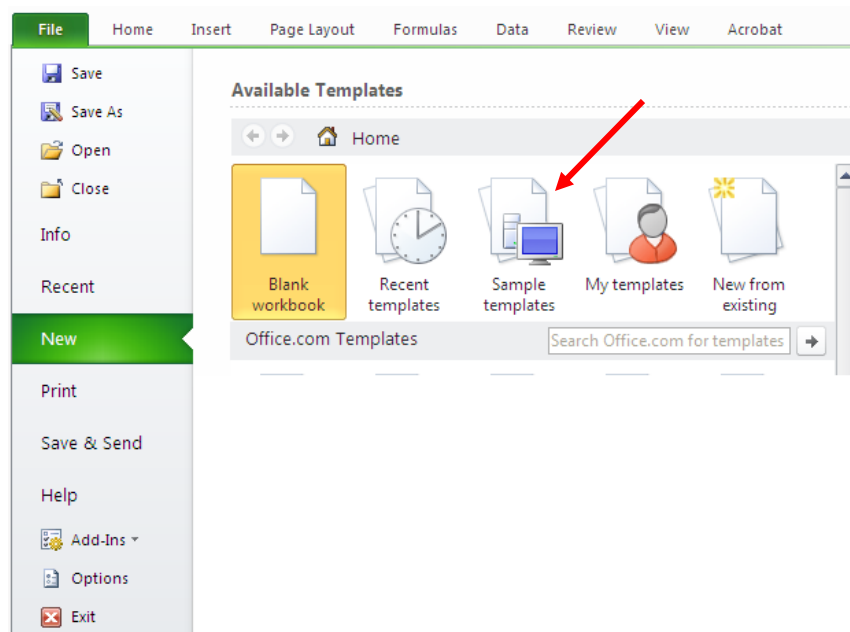 File Home Insert Page Layout Formulas Data Review View Acrobat
Save
Save As
Open
Close
Info
Recent
New
Print
Save & Send
Help
Add-Ins
Options
Exit
Available Templates
Home
Blank
workbook
Recent
templates
Sample
templates
My templates
New from
existing
Office.com Templates
Search Office.com for templates